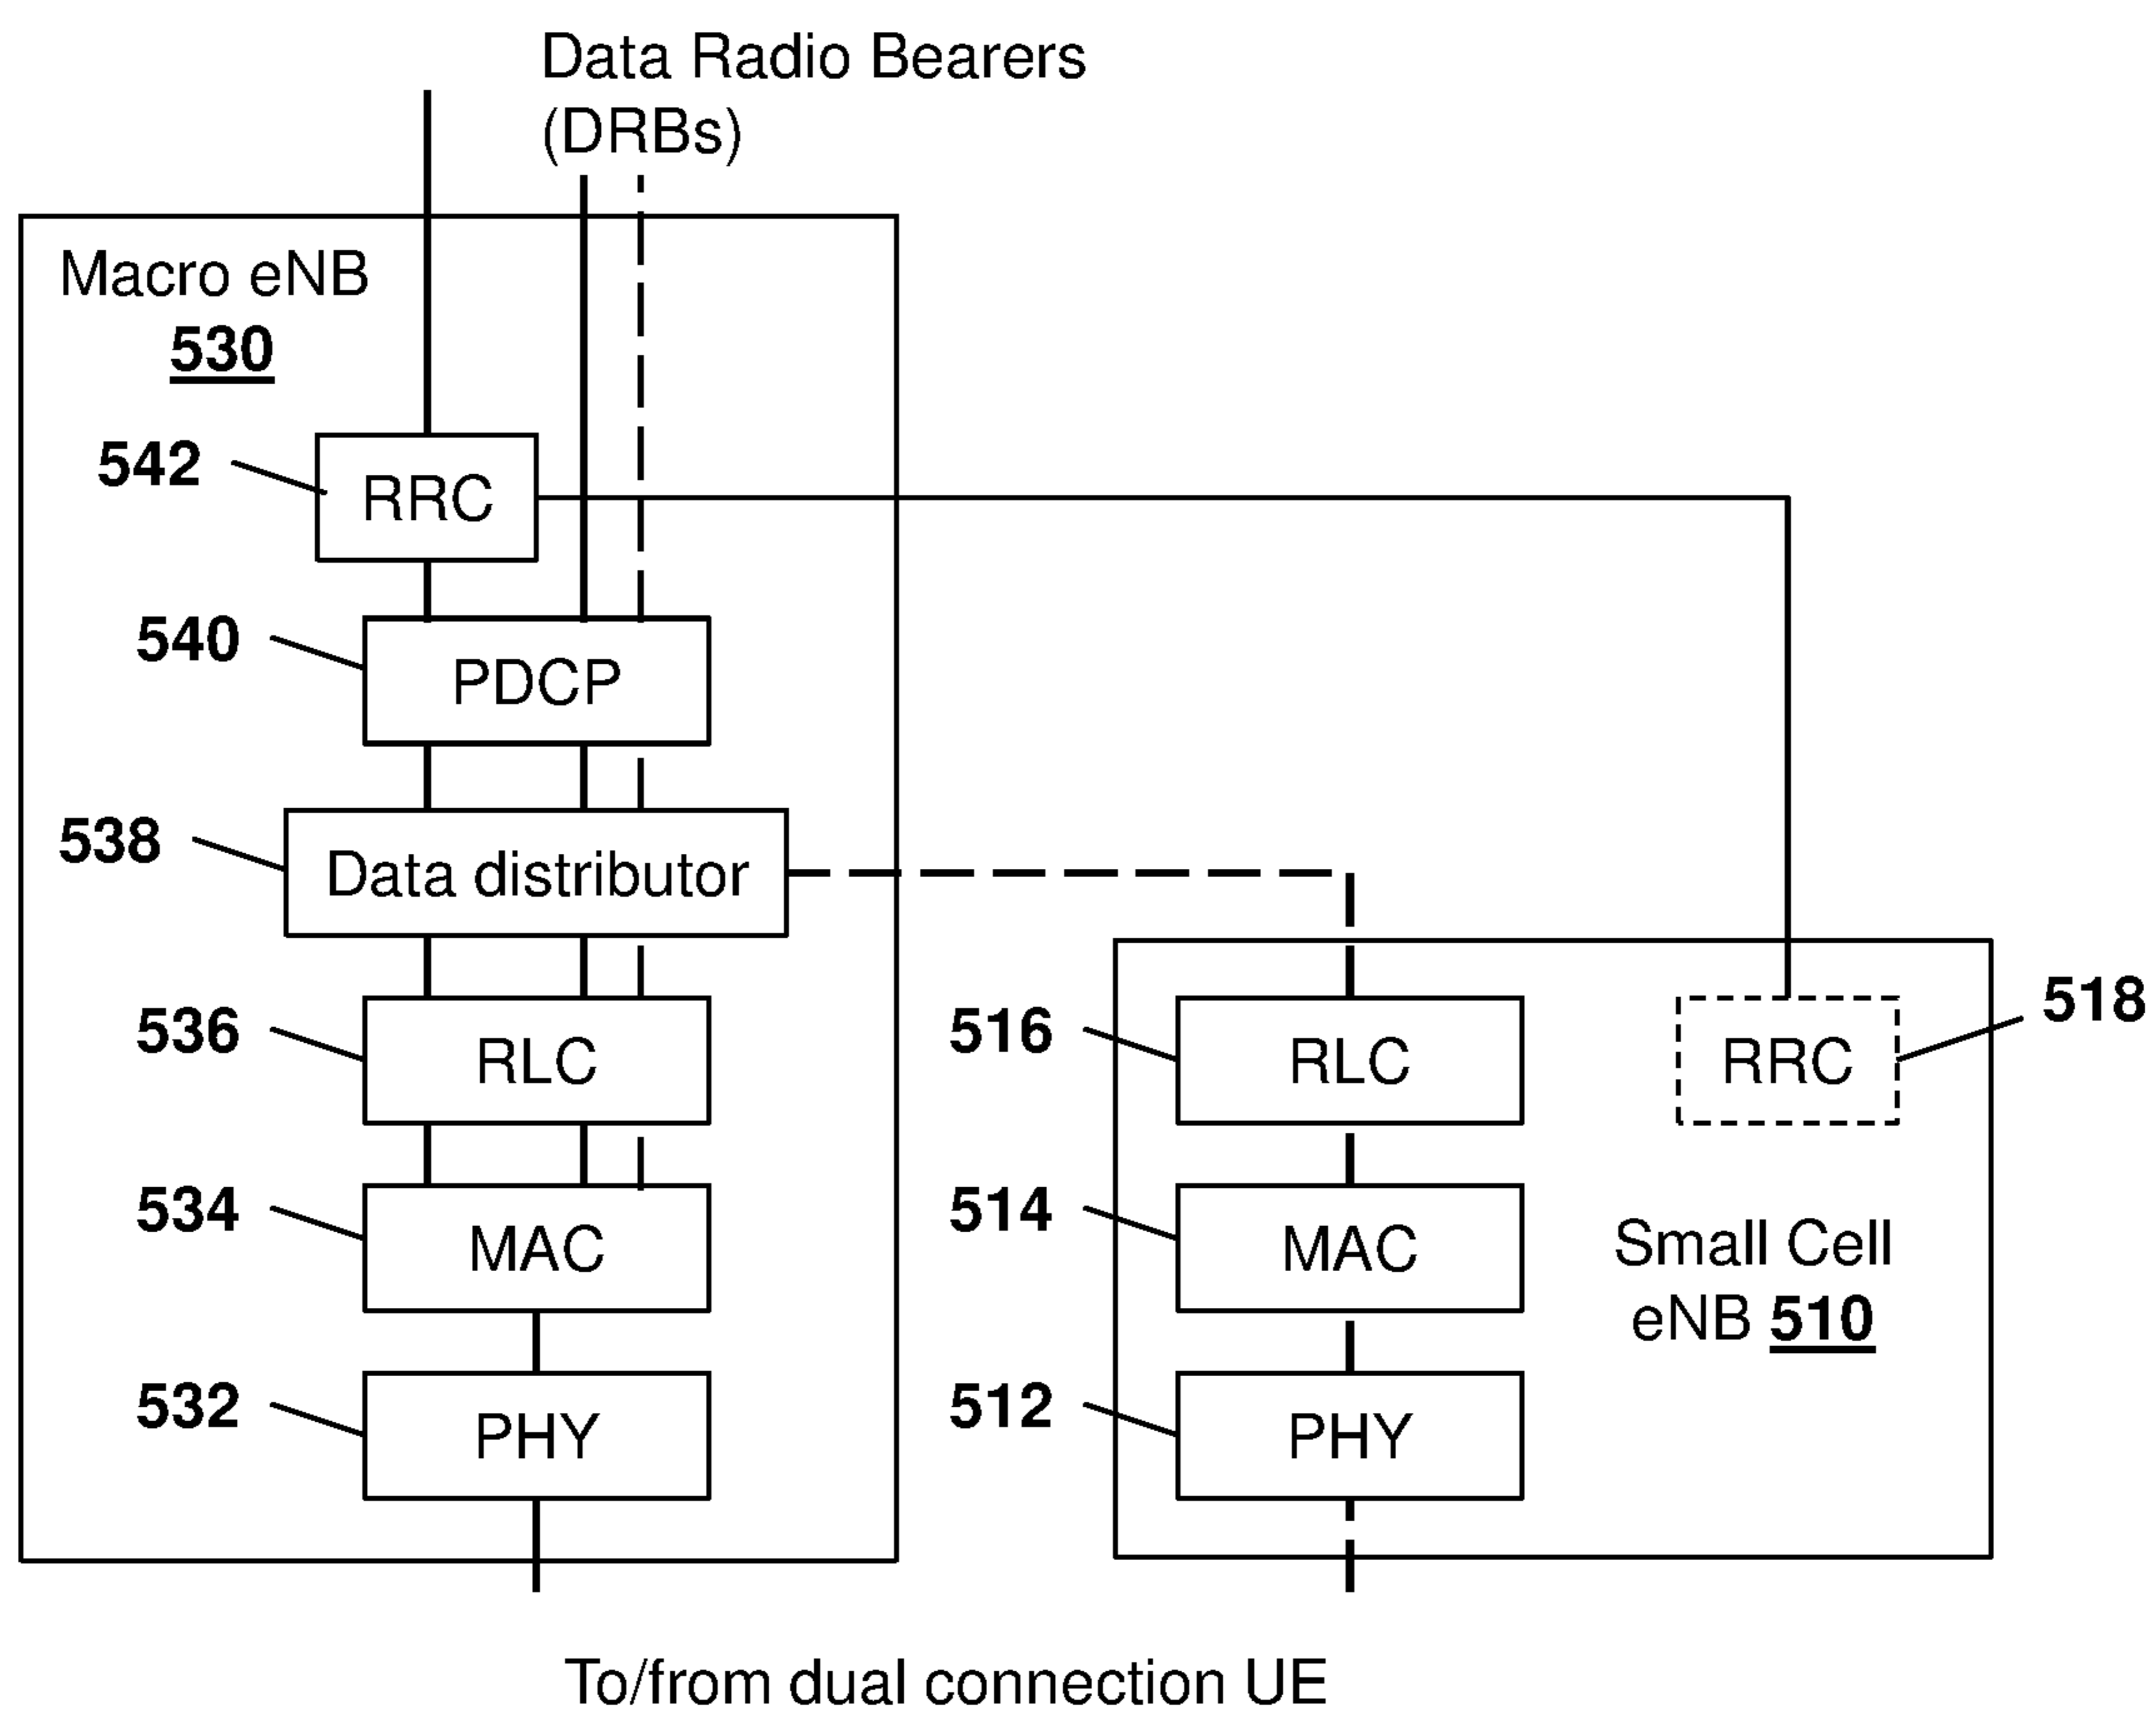 Data Radio Bearers
(DRBs)
Macro eNB
530
542
RRC
540
PDCP
538
Data distributor
536
RLC
516
RLC
RRC
518
534
MAC
514
MAC
Small Cell
eNB 510
532
PHY
512
PHY
To/from dual connection UE